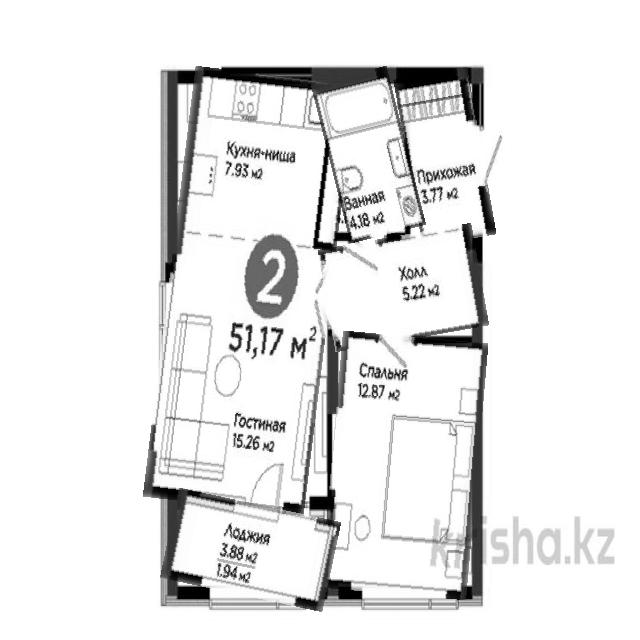 Кухня-ниша
7.93 м2
Ванная
4.18 м2
Прихожая
3.77 м2
Холл
5.22 м2
2
51,17 м2
Спальня
12.87 м2
Гостиная
15.26 м2
Лоджия
3.88 м2
1.94 м2
krisha.kz